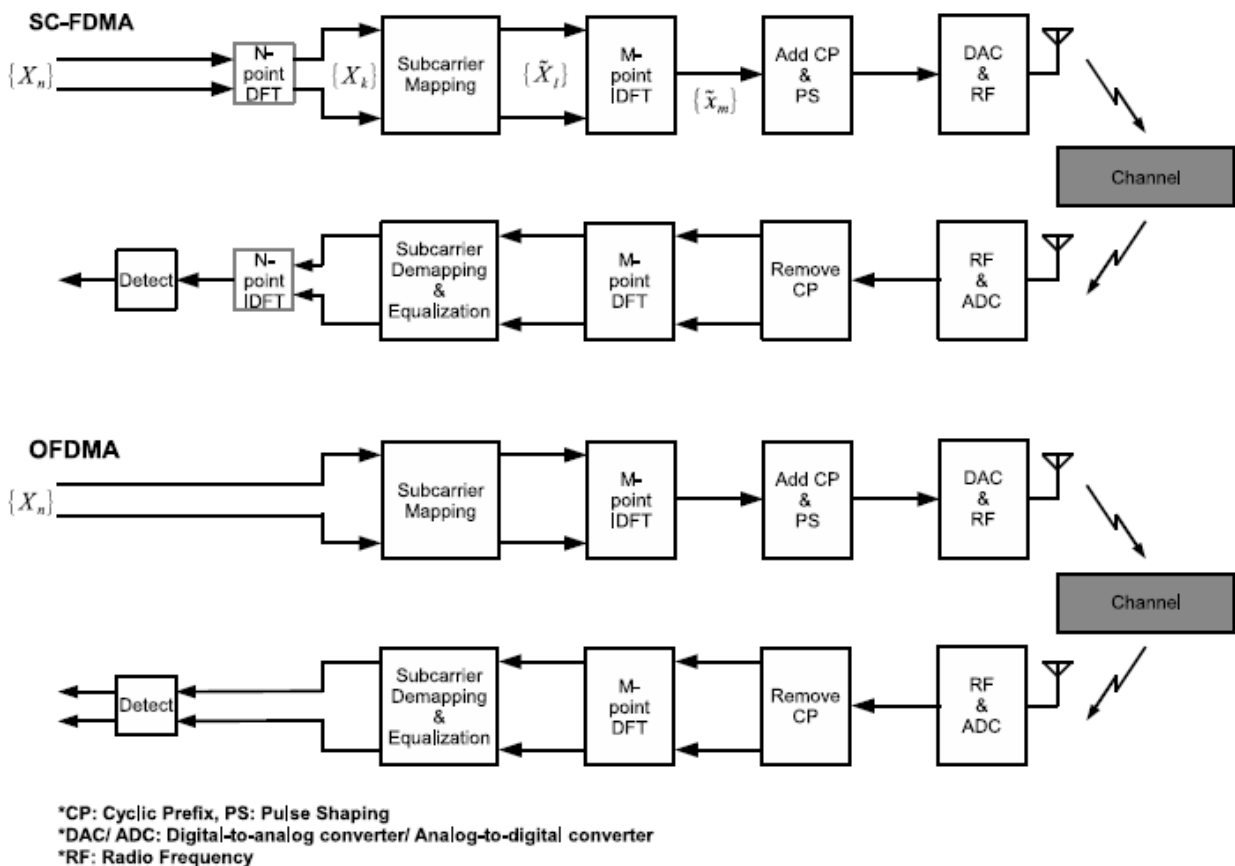 SC-FDMA
{X_n}
N-
point
DFT
{X_k}
Subcarrier
Mapping
{X̃_l}
M-
point
IDFT
{x̃_m}
Add CP
&
PS
DAC
&
RF
Channel
Detect
N-
point
IDFT
Subcarrier
Demapping
&
Equalization
M-
point
DFT
Remove
CP
RF
&
ADC
OFDMA
{X_n}
Subcarrier
Mapping
M-
point
IDFT
Add CP
&
PS
DAC
&
RF
Channel
Detect
Subcarrier
Demapping
&
Equalization
M-
point
DFT
Remove
CP
RF
&
ADC
*CP: Cyclic Prefix, PS: Pulse Shaping
*DAC/ ADC: Digital-to-analog converter/ Analog-to-digital converter
*RF: Radio Frequency